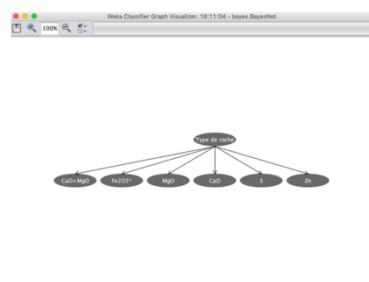 Weka Classifier Graph Visualizer: 18:11:04 - bayes.BayesNet
100%
Type de roche
CaO+MgO Fe2O3* MgO CaO S Zn